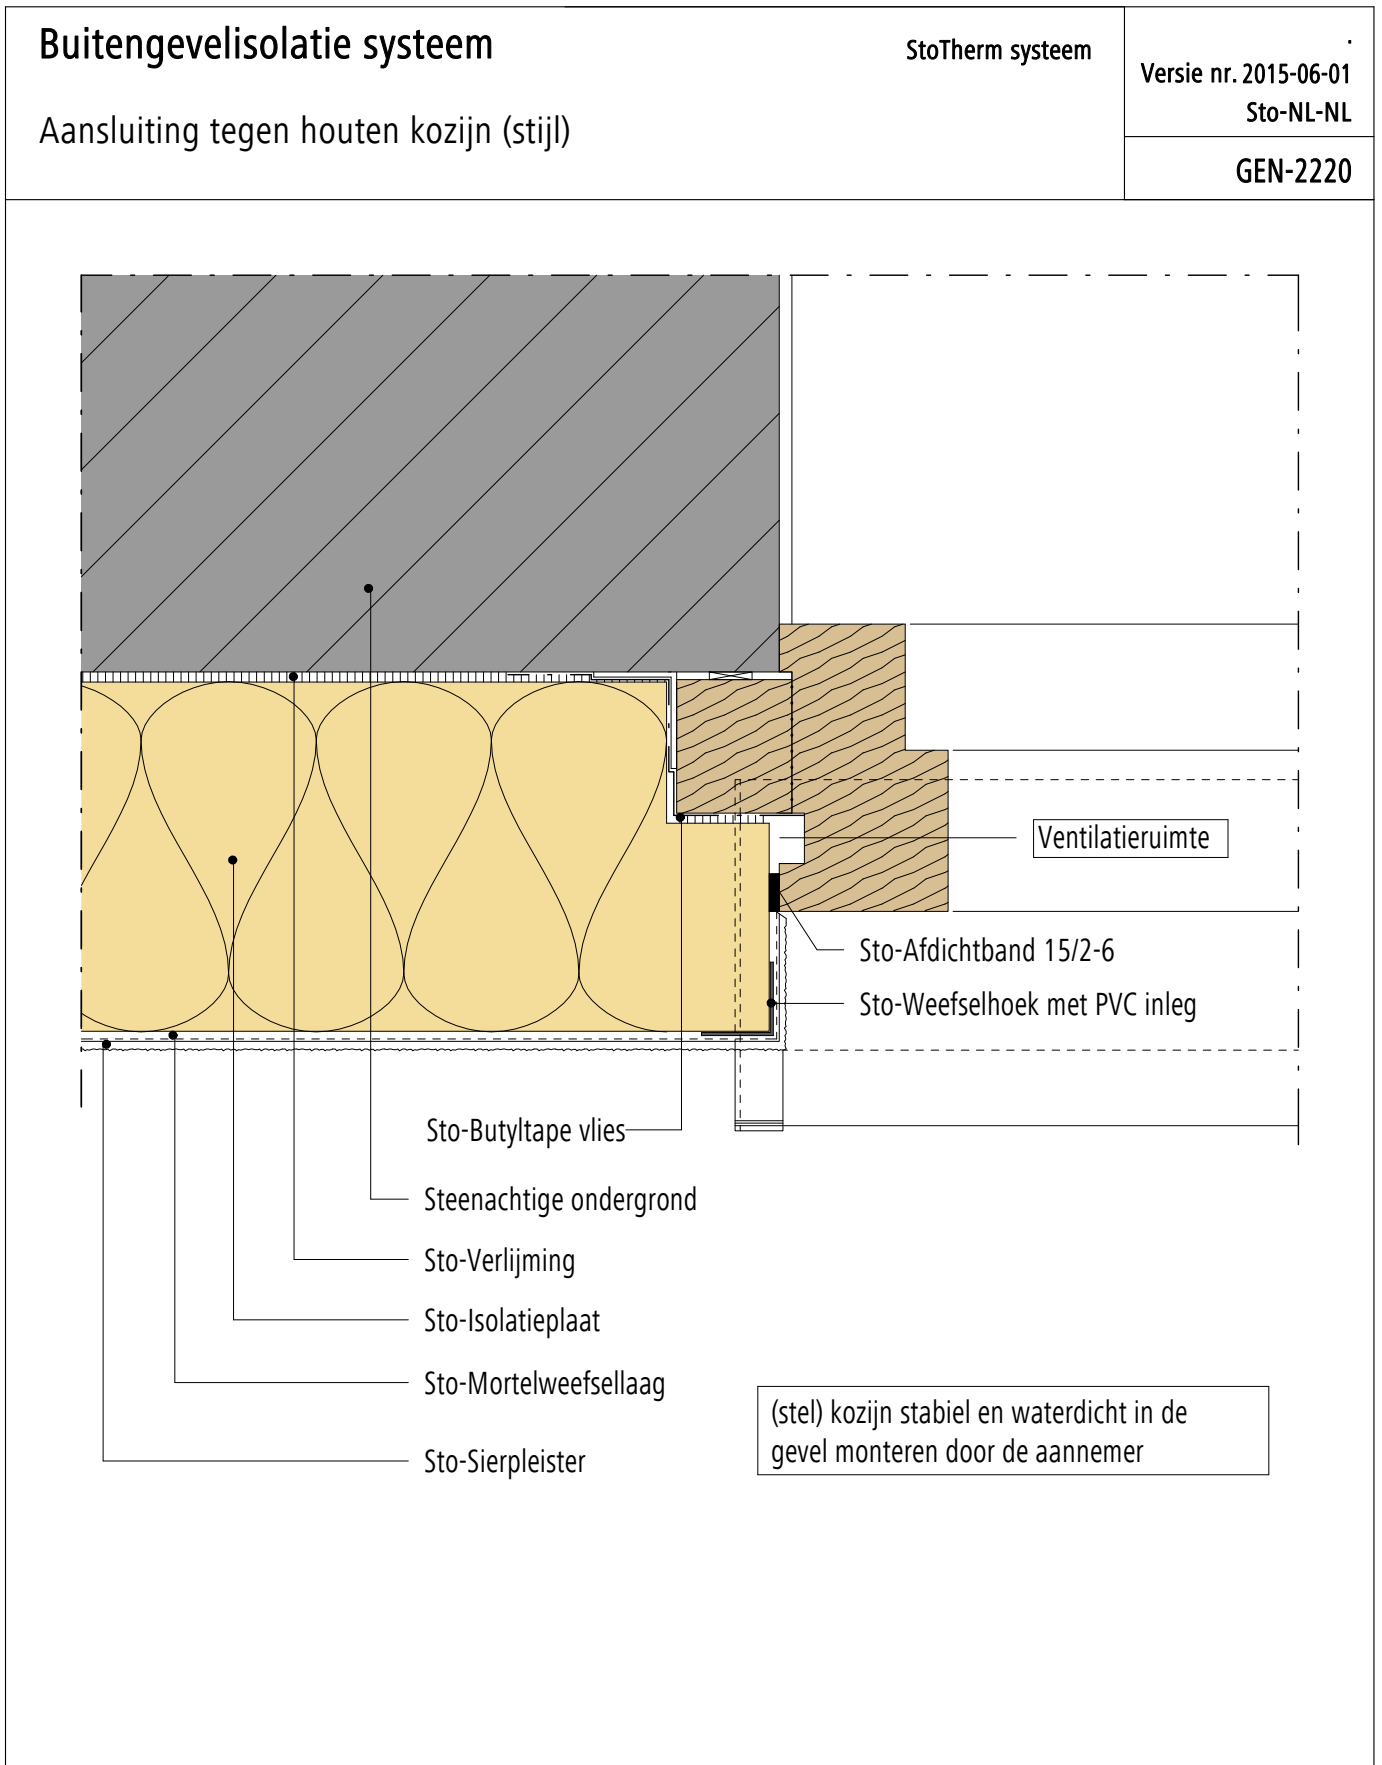 Buitengevelisolatie systeem
StoTherm systeem
.
Versie nr. 2015-06-01
Sto-NL-NL
Aansluiting tegen houten kozijn (stijl)
GEN-2220
Ventilatieruimte
Sto-Afdichtband 15/2-6
Sto-Weefselhoek met PVC inleg
Sto-Butyltape vlies
Steenachtige ondergrond
Sto-Verlijming
Sto-Isolatieplaat
Sto-Mortelweefsellaag
Sto-Sierpleister
(stel) kozijn stabiel en waterdicht in de
gevel monteren door de aannemer